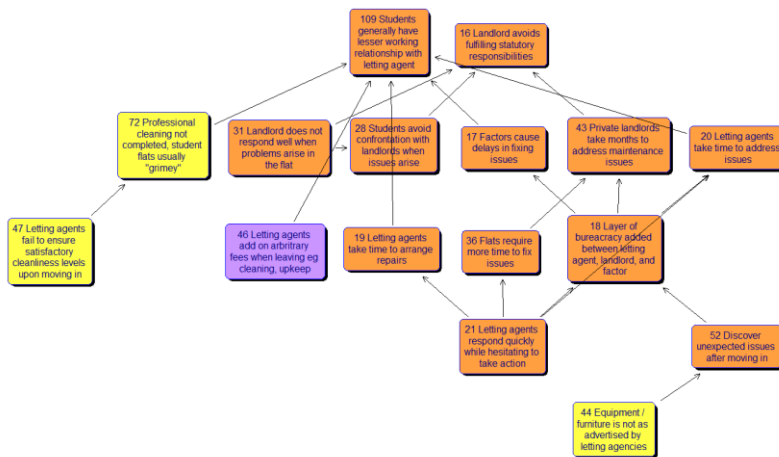 109 Students
generally have
lesser working
relationship with
letting agent
16 Landlord avoids
fulfilling statutory
responsibilities
72 Professional
cleaning not
completed, student
flats usually
"grimey"
31 Landlord does not
respond well when
problems arise in
the flat
28 Students avoid
confrontation with
landlords when
issues arise
17 Factors cause
delays in fixing
issues
43 Private landlords
take months to
address maintenance
issues
20 Letting agents
take time to address
issues
47 Letting agents
fail to ensure
satisfactory
cleanliness levels
upon moving in
46 Letting agents
add on arbritrary
fees when leaving eg
cleaning, upkeep
19 Letting agents
take time to arrange
repairs
36 Flats require
more time to fix
issues
18 Layer of
bureacracy added
between letting
agent, landlord, and
factor
21 Letting agents
respond quickly
while hesitating to
take action
52 Discover
unexpected issues
after moving in
44 Equipment /
furniture is not as
advertised by
letting agencies